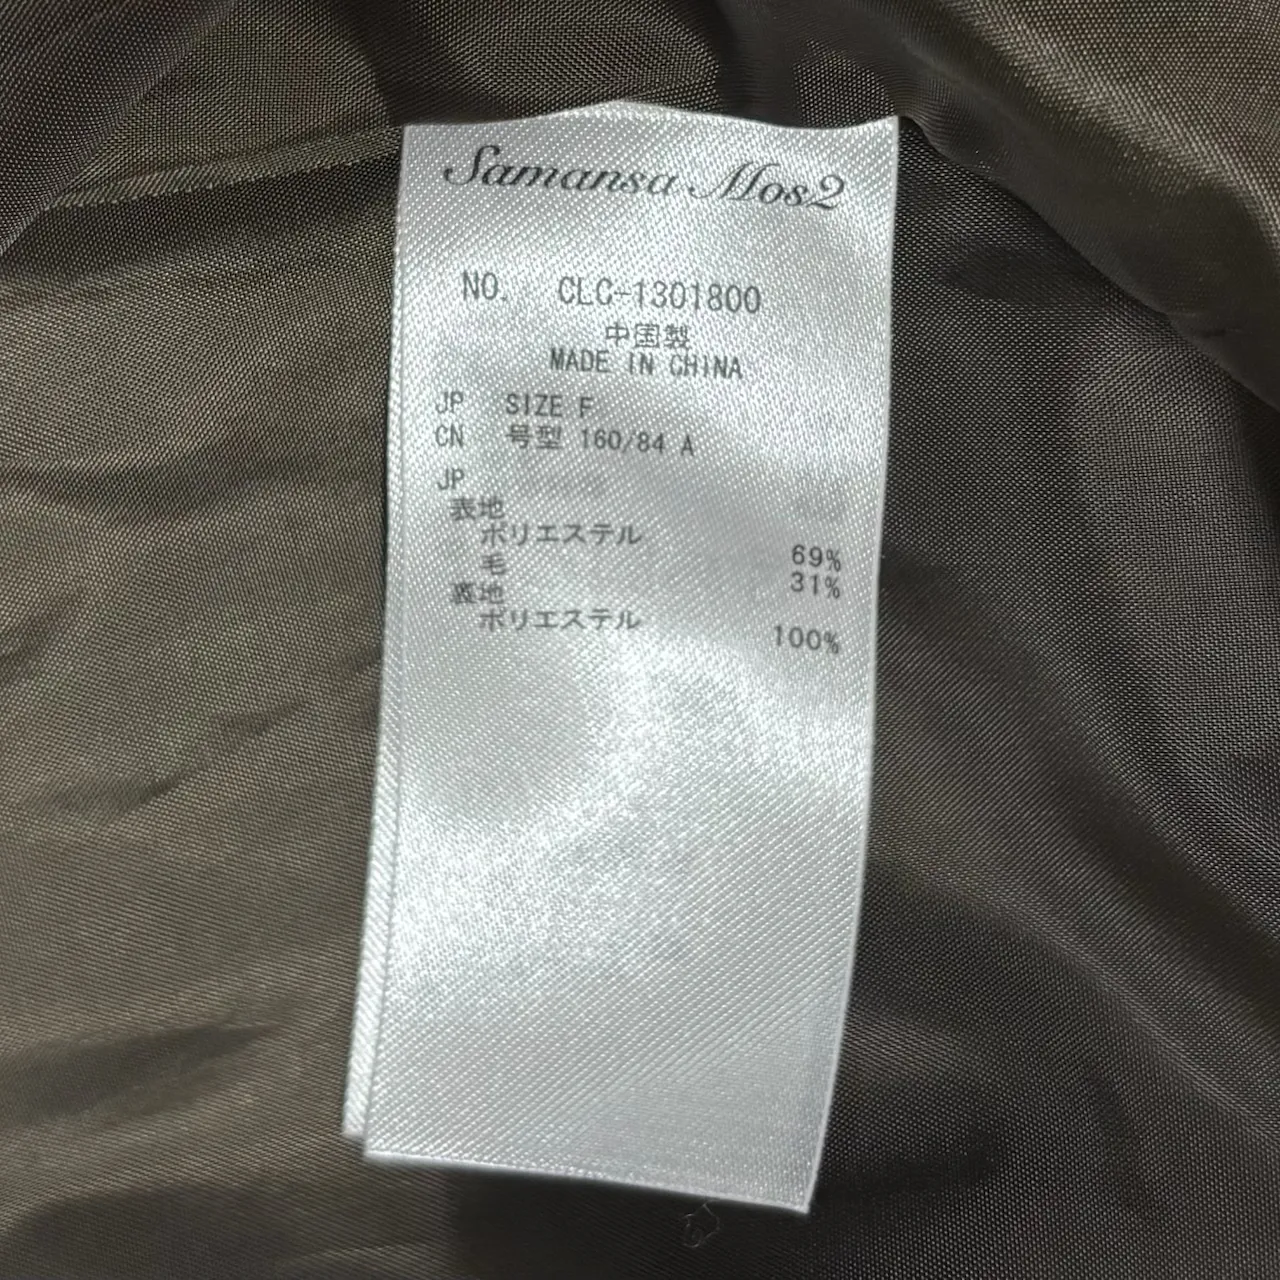 Samansa Mos2
NO. CLC-1301800
中国製
MADE IN CHINA
JP SIZE F
CN 号型 160/84 A
JP
表地
ポリエステル 69%
毛 31%
裏地
ポリエステル 100%